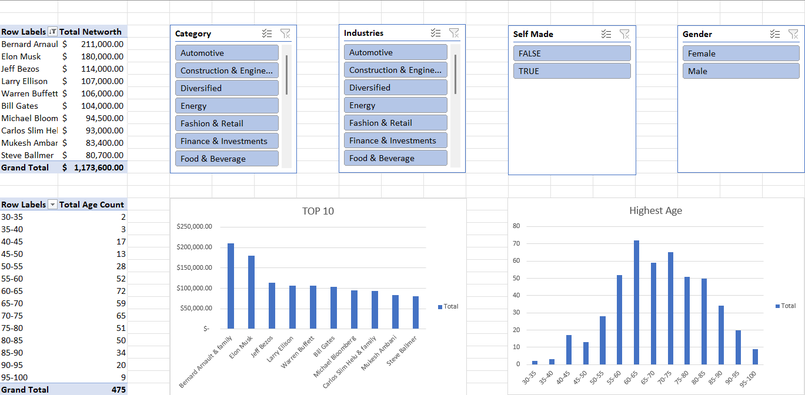 Row Labels Total Networth
Bernard Arnaul $ 211,000.00
Elon Musk $ 180,000.00
Jeff Bezos $ 114,000.00
Larry Ellison $ 107,000.00
Warren Buffett $ 106,000.00
Bill Gates $ 104,000.00
Michael Bloom $ 94,500.00
Carlos Slim Hel $ 93,000.00
Mukesh Ambar $ 83,400.00
Steve Ballmer $ 80,700.00
Grand Total $ 1,173,600.00
Category
Automotive
Construction & Engine...
Diversified
Energy
Fashion & Retail
Finance & Investments
Food & Beverage
Industries
Automotive
Construction & Engine...
Diversified
Energy
Fashion & Retail
Finance & Investments
Food & Beverage
Self Made
FALSE
TRUE
Gender
Female
Male
Row Labels Total Age Count
30-35 2
35-40 3
40-45 17
45-50 13
50-55 28
55-60 52
60-65 72
65-70 59
70-75 65
75-80 51
80-85 50
85-90 34
90-95 20
95-100 9
Grand Total 475
TOP 10
$250,000.00
$200,000.00
$150,000.00
$100,000.00
$50,000.00
$-
Bernard Arnault & family
Elon Musk
Jeff Bezos
Larry Ellison
Warren Buffett
Bill Gates
Michael Bloomberg
Carlos Slim Helu & family
Mukesh Ambani
Steve Ballmer
Total
Highest Age
80
70
60
50
40
30
20
10
0
30-35
35-40
40-45
45-50
50-55
55-60
60-65
65-70
70-75
75-80
80-85
85-90
90-95
95-100
Total